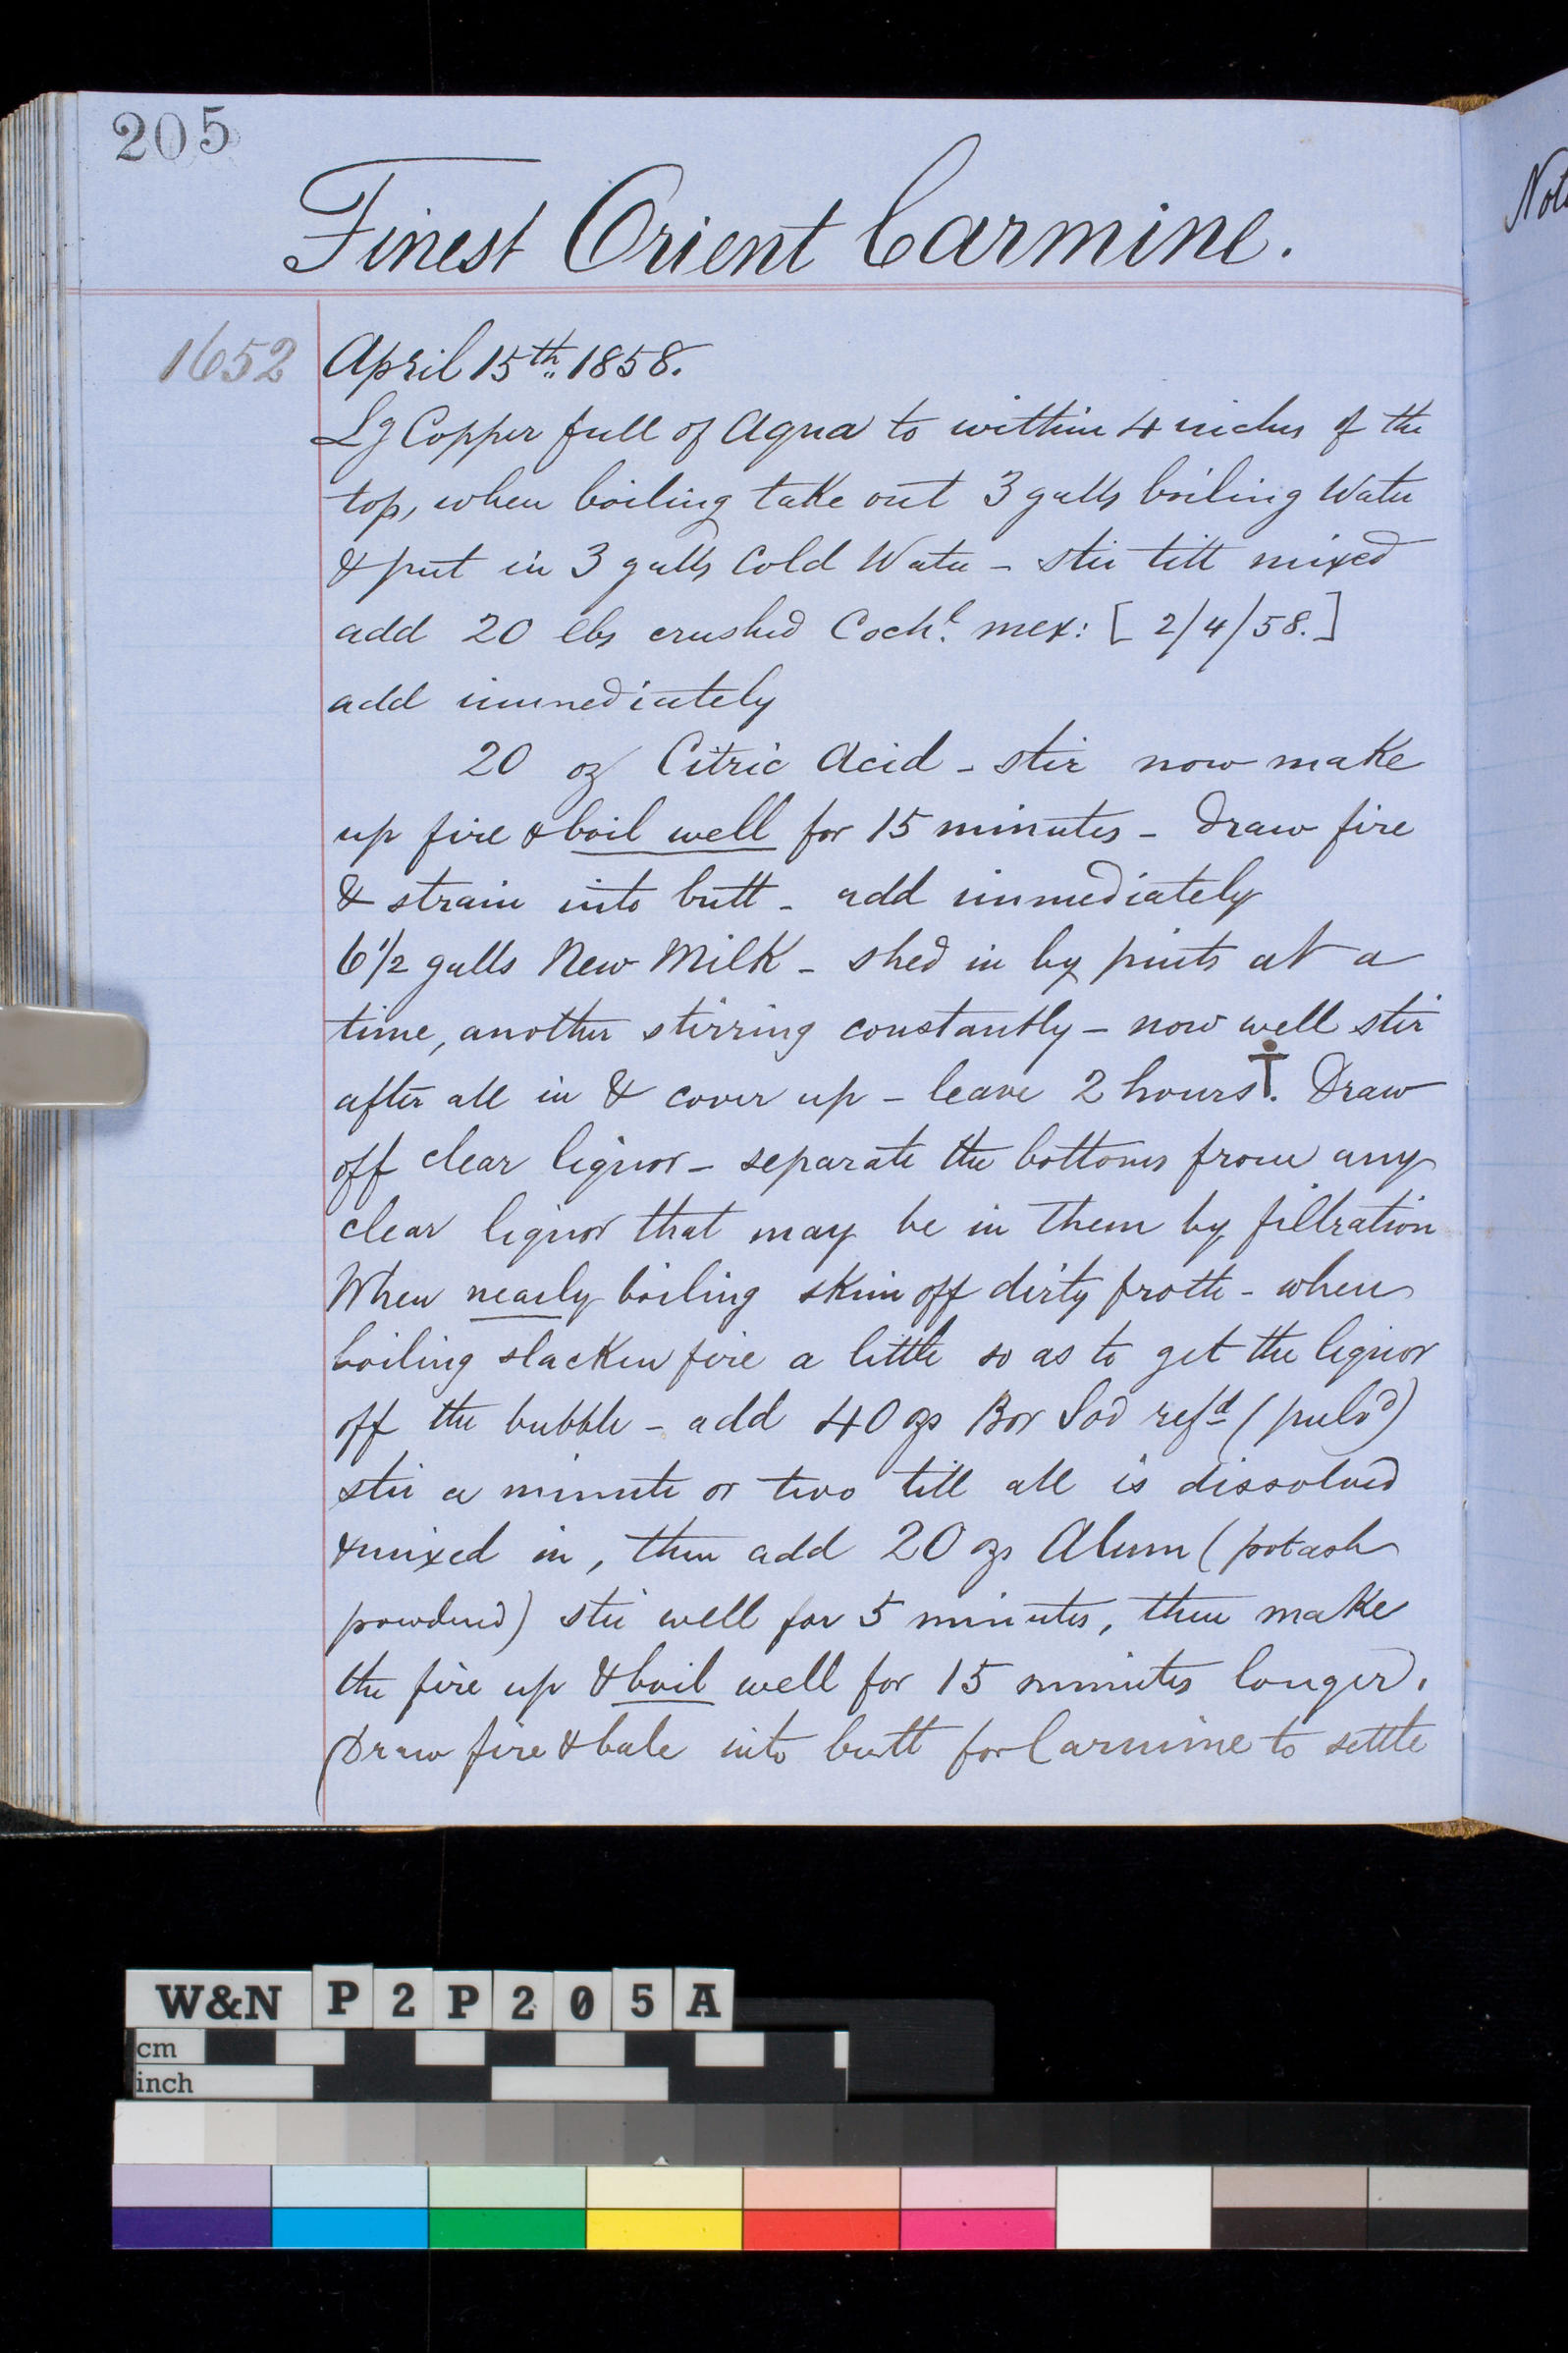 205
Finest Orient Carmine.
1652
April 15th 1858.
Lg Copper full of Aqua to within 4 inches of the
top, when boiling take out 3 galls boiling Water
& put in 3 galls Cold Water - stir till mixed
add 20 lbs crushed Cochl. mex: [2/4/58.]
add immediately
20 oz Citric Acid - stir now make
up fire & boil well for 15 minutes - Draw fire
& strain into butt - add immediately
6 1/2 galls New Milk - shed in by pints at a
time, another stirring constantly - now well stir
after all in & cover up - leave 2 hours†. Draw
off clear liquor - separate the bottoms from any
clear liquor that may be in them by filtration
When nearly boiling skim off dirty froth - when
boiling slacken fire a little so as to get the liquor
off the bubble - add 40 ozs Bor Sod refd (pulvd)
stir a minute or two till all is dissolved
& mixed in, then add 20 ozs Alum (potash
powdered) stir well for 5 minutes, then make
the fire up & boil well for 15 minutes longer.
Draw fire & bale into butt for Carmine to settle
Not
W&N P2P205A
cm
inch